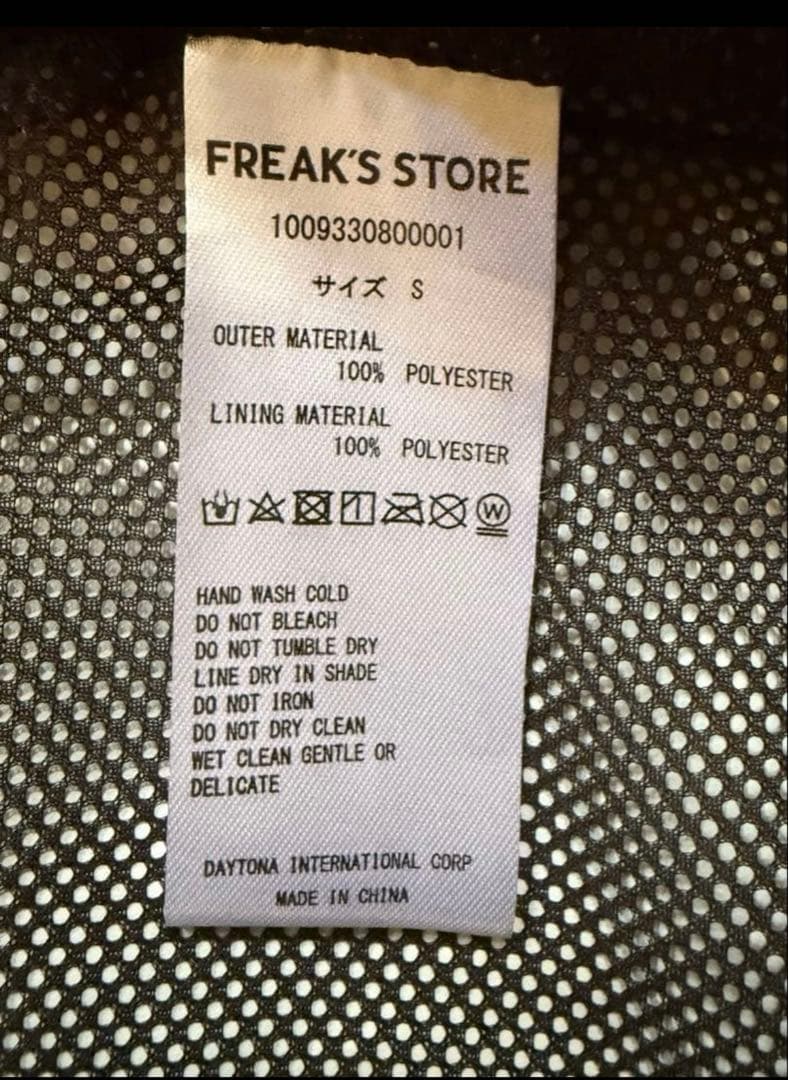 FREAK'S STORE
1009330800001
サイズ S
OUTER MATERIAL
100% POLYESTER
LINING MATERIAL
100% POLYESTER
W
HAND WASH COLD
DO NOT BLEACH
DO NOT TUMBLE DRY
LINE DRY IN SHADE
DO NOT IRON
DO NOT DRY CLEAN
WET CLEAN GENTLE OR
DELICATE
DAYTONA INTERNATIONAL CORP
MADE IN CHINA